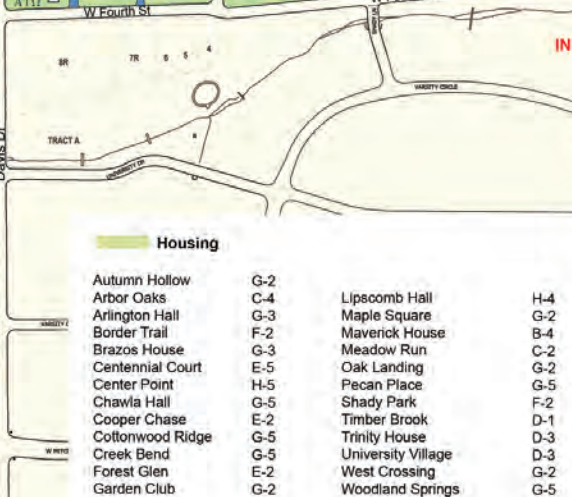 W Fourth St
IN
8R 7R 6 5 4
VARSITY CIRCLE
TRACT A
Davis Dr
UNIVERSITY DR
Housing
Autumn Hollow G-2
Arbor Oaks C-4 Lipscomb Hall H-4
Arlington Hall G-3 Maple Square G-2
Border Trail F-2 Maverick House B-4
Brazos House G-3 Meadow Run C-2
Centennial Court E-5 Oak Landing G-2
Center Point H-5 Pecan Place G-5
Chawla Hall G-5 Shady Park F-2
Cooper Chase E-2 Timber Brook D-1
Cottonwood Ridge G-5 Trinity House D-3
Creek Bend G-5 University Village D-3
Forest Glen E-2 West Crossing G-2
Garden Club G-2 Woodland Springs G-5
VARSITY